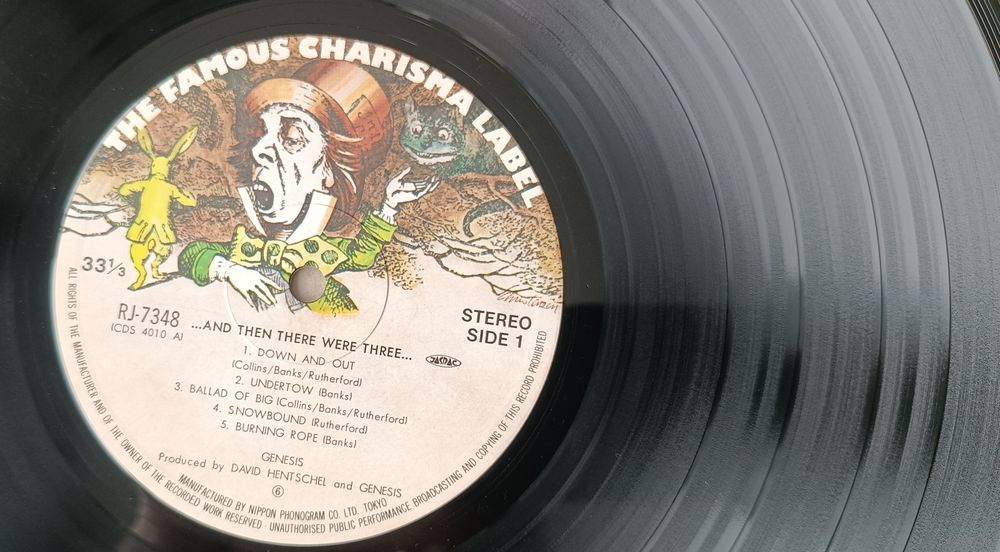 THE FAMOUS CHARISMA LABEL
33 1/3
RJ-7348
(CDS 4010 A)
STEREO
SIDE 1
...AND THEN THERE WERE THREE...
JASRAC
1. DOWN AND OUT
(Collins/Banks/Rutherford)
2. UNDERTOW (Banks)
3. BALLAD OF BIG (Collins/Banks/Rutherford)
4. SNOWBOUND (Rutherford)
5. BURNING ROPE (Banks)
GENESIS
Produced by DAVID HENTSCHEL and GENESIS
6
MANUFACTURED BY NIPPON PHONOGRAM CO. LTD. TOKYO
ALL RIGHTS OF THE MANUFACTURER AND OF THE OWNER OF THE RECORDED WORK RESERVED · UNAUTHORISED PUBLIC PERFORMANCE BROADCASTING AND COPYING OF THIS RECORD PROHIBITED